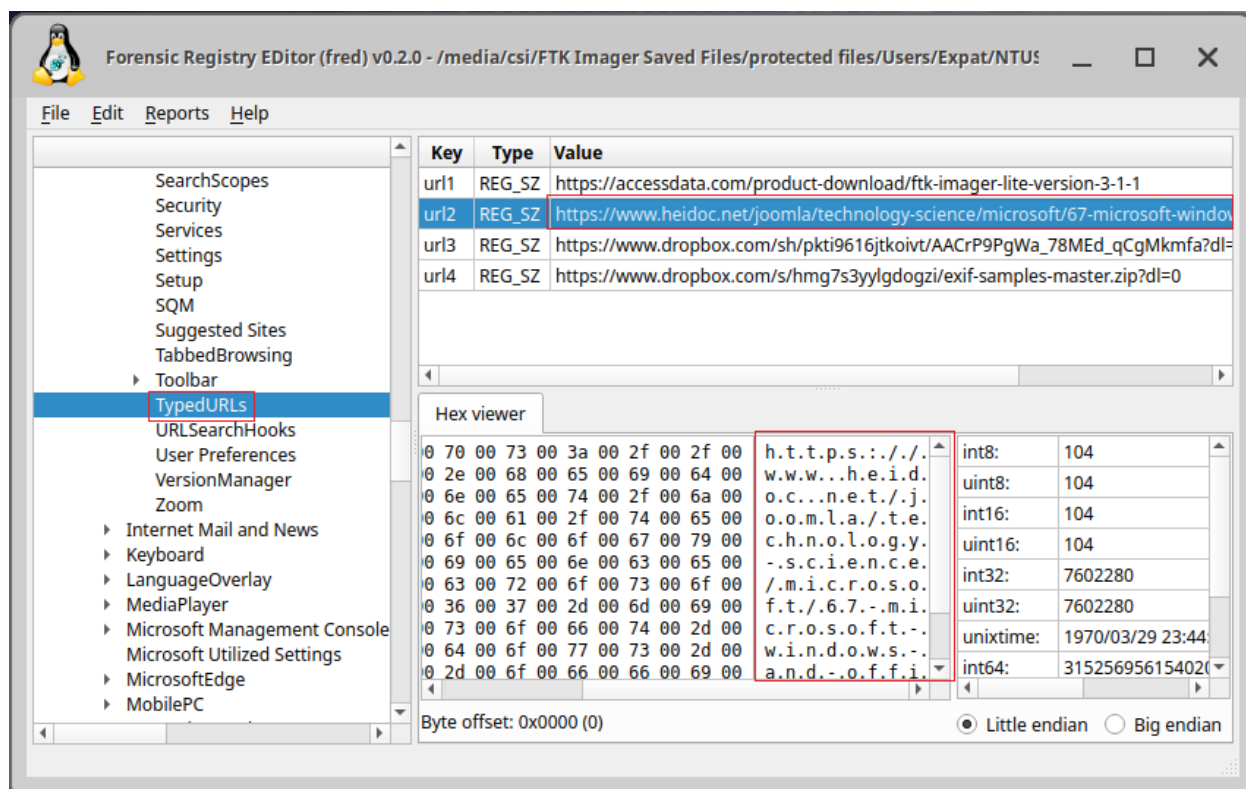 Forensic Registry EDitor (fred) v0.2.0 - /media/csi/FTK Imager Saved Files/protected files/Users/Expat/NTUS
File Edit Reports Help
SearchScopes
Security
Services
Settings
Setup
SQM
Suggested Sites
TabbedBrowsing
Toolbar
TypedURLs
URLSearchHooks
User Preferences
VersionManager
Zoom
Internet Mail and News
Keyboard
LanguageOverlay
MediaPlayer
Microsoft Management Console
Microsoft Utilized Settings
MicrosoftEdge
MobilePC
Key Type Value
url1 REG_SZ https://accessdata.com/product-download/ftk-imager-lite-version-3-1-1
url2 REG_SZ https://www.heidoc.net/joomla/technology-science/microsoft/67-microsoft-window
url3 REG_SZ https://www.dropbox.com/sh/pkti9616jtkoivt/AACrP9PgWa_78MEd_qCgMkmfa?dl=
url4 REG_SZ https://www.dropbox.com/s/hmg7s3yylgdogzi/exif-samples-master.zip?dl=0
Hex viewer
0 70 00 73 00 3a 00 2f 00 2f 00 h.t.t.p.s.:././.
0 2e 00 68 00 65 00 69 00 64 00 w.w.w...h.e.i.d.
0 6e 00 65 00 74 00 2f 00 6a 00 o.c...n.e.t./.j.
0 6c 00 61 00 2f 00 74 00 65 00 o.o.m.l.a./.t.e.
0 6f 00 6c 00 6f 00 67 00 79 00 c.h.n.o.l.o.g.y.
0 69 00 65 00 6e 00 63 00 65 00 -.s.c.i.e.n.c.e.
0 63 00 72 00 6f 00 73 00 6f 00 /.m.i.c.r.o.s.o.
0 36 00 37 00 2d 00 6d 00 69 00 f.t./.6.7.-.m.i.
0 73 00 6f 00 66 00 74 00 2d 00 c.r.o.s.o.f.t.-.
0 64 00 6f 00 77 00 73 00 2d 00 w.i.n.d.o.w.s.-.
0 2d 00 6f 00 66 00 66 00 69 00 a.n.d.-.o.f.f.i.
int8: 104
uint8: 104
int16: 104
uint16: 104
int32: 7602280
uint32: 7602280
unixtime: 1970/03/29 23:44:
int64: 315256956154020
Byte offset: 0x0000 (0)
Little endian Big endian